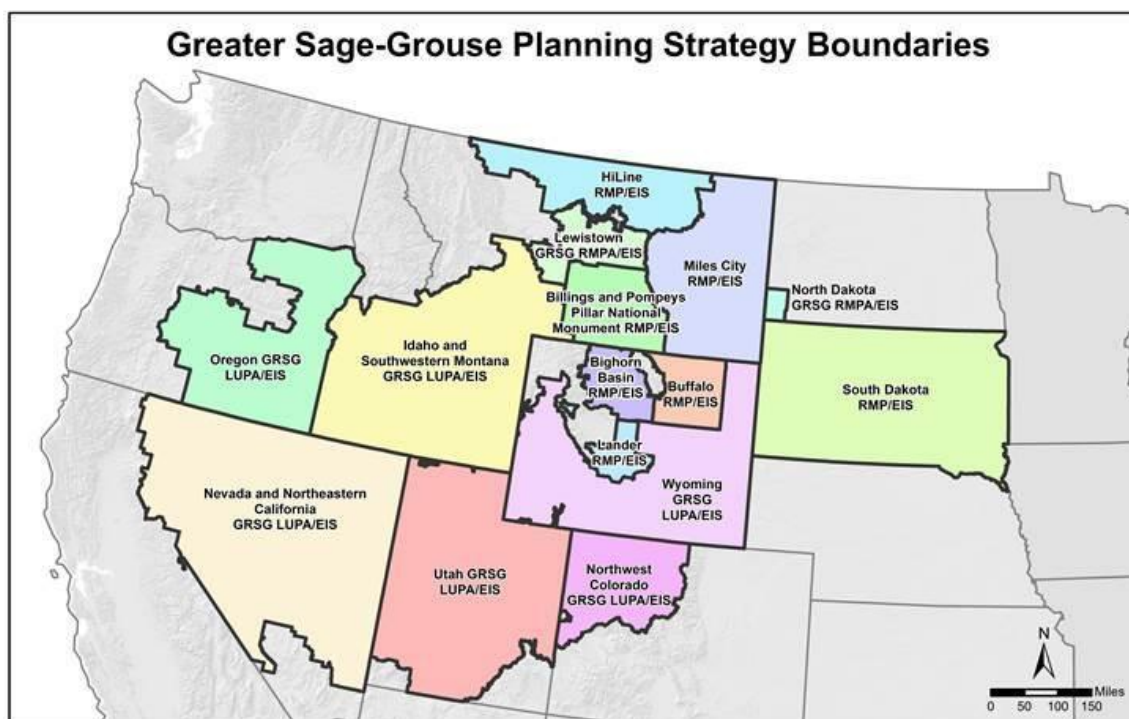 Greater Sage-Grouse Planning Strategy Boundaries
HiLine
RMP/EIS
Lewistown
GRSG RMPA/EIS
Miles City
RMP/EIS
North Dakota
GRSG RMPA/EIS
Billings and Pompeys
Pillar National
Monument RMP/EIS
Idaho and
Southwestern Montana
GRSG LUPA/EIS
Oregon GRSG
LUPA/EIS
Bighorn
Basin
RMP/EIS
Buffalo
RMP/EIS
South Dakota
RMP/EIS
Lander
RMP/EIS
Wyoming
GRSG
LUPA/EIS
Nevada and Northeastern
California
GRSG LUPA/EIS
Utah GRSG
LUPA/EIS
Northwest
Colorado
GRSG LUPA/EIS
N
Miles
0 50 100 150